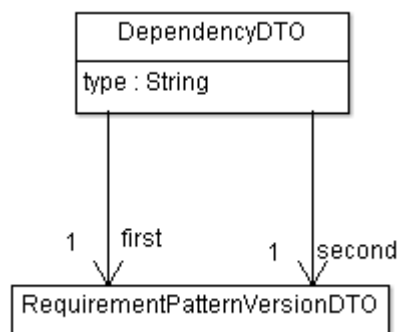 DependencyDTO
type : String
1 first 1 second
RequirementPatternVersionDTO